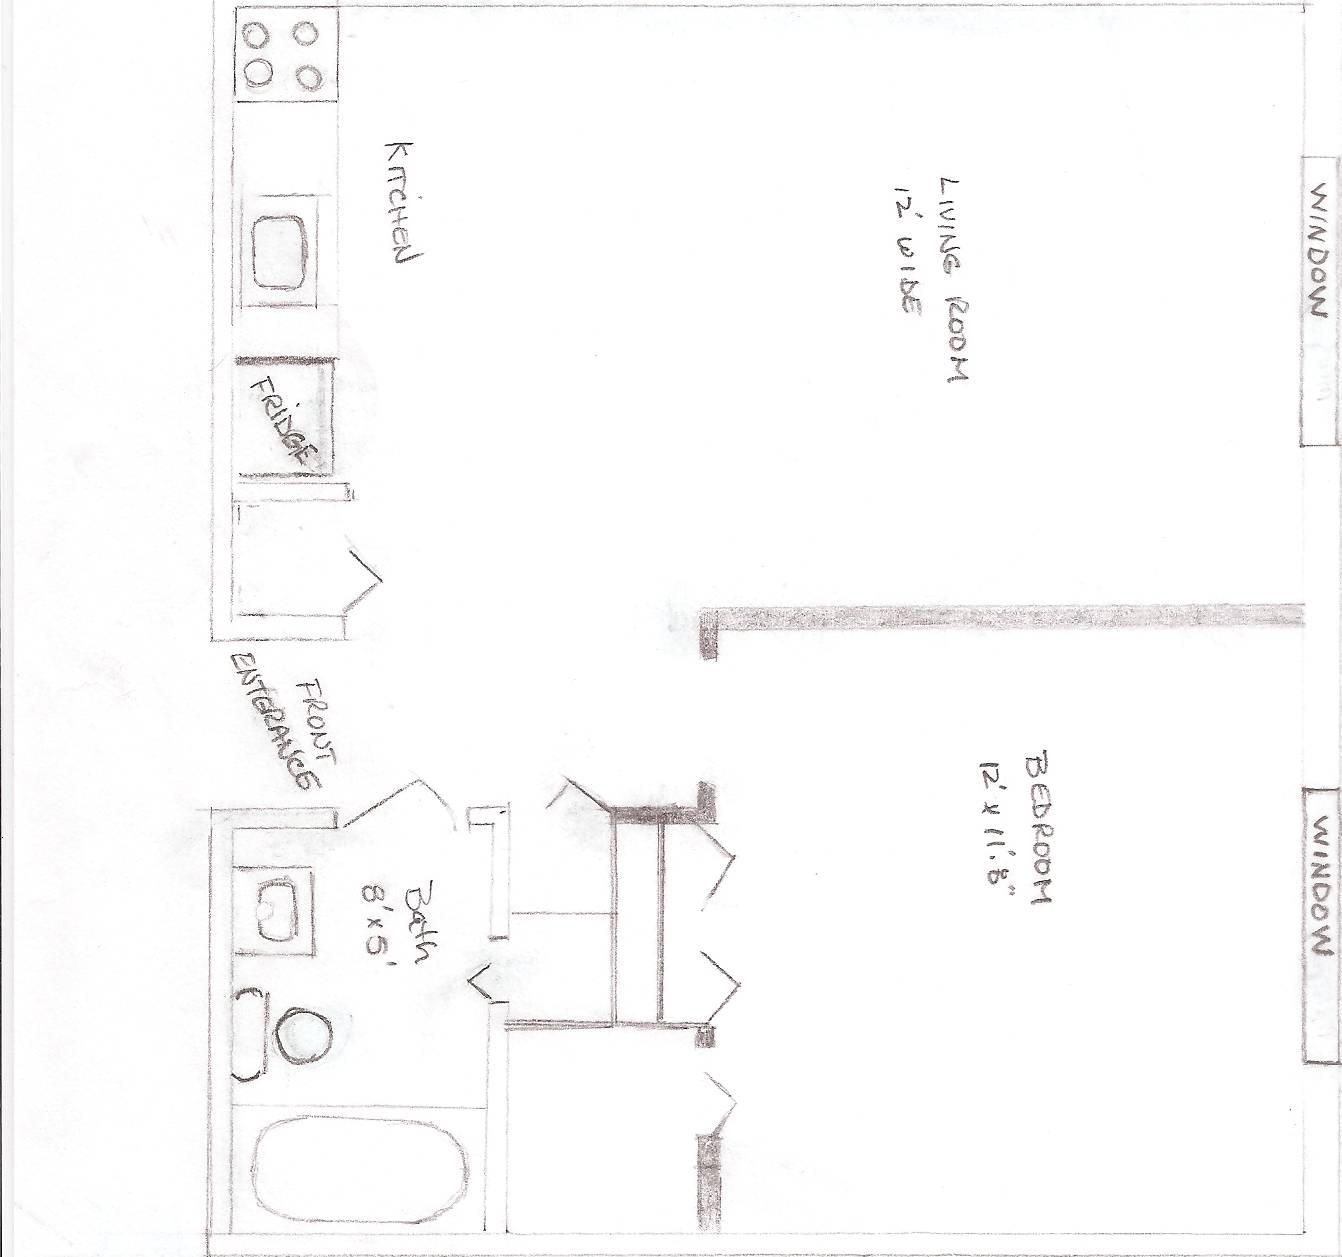 KITCHEN
LIVING ROOM
12' WIDE
WINDOW
FRIDGE
FRONT
ENTERANCE
BEDROOM
12' x 11'.8"
WINDOW
Bath
8' x 5'